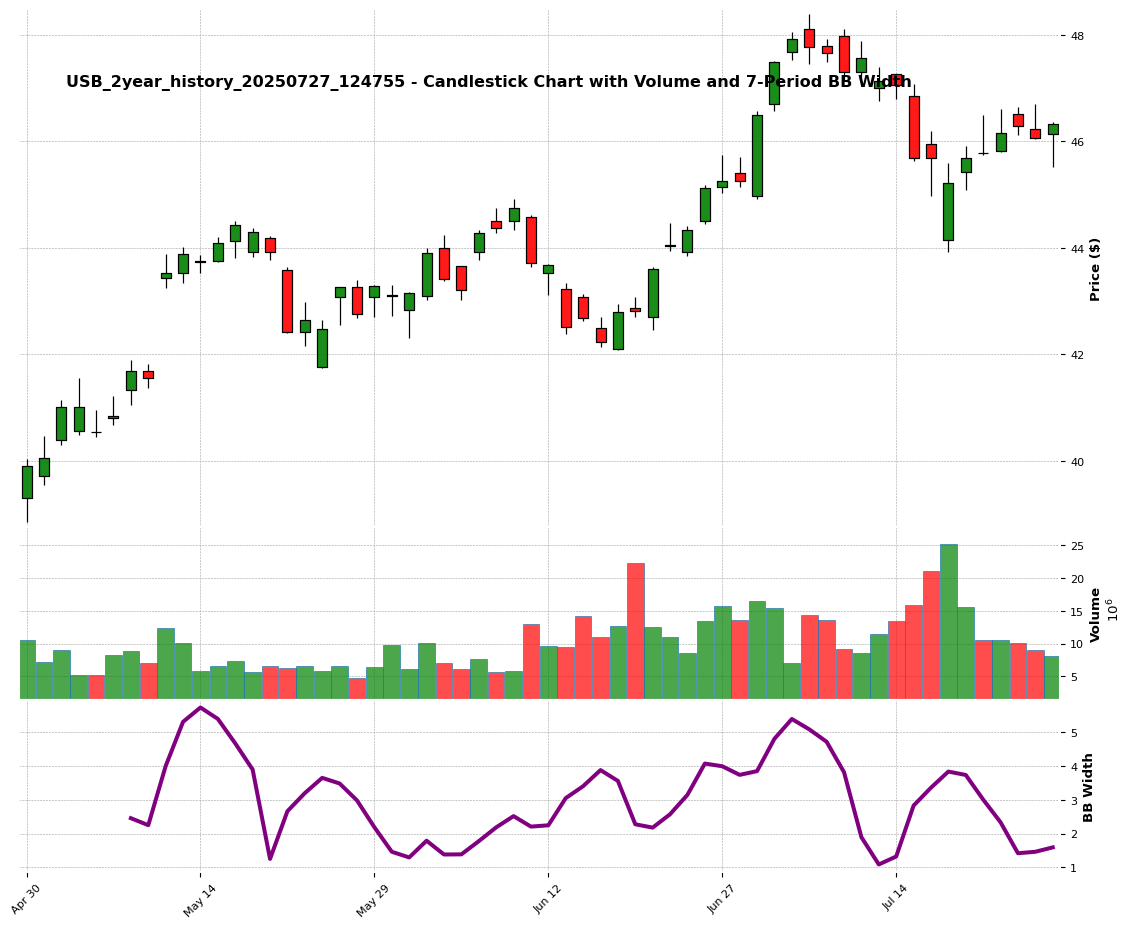 USB_2year_history_20250727_124755 - Candlestick Chart with Volume and 7-Period BB Width
48
46
44
42
40
Price ($)
25
20
15
10
5
Volume
10^6
5
4
3
2
1
BB Width
Apr 30
May 14
May 29
Jun 12
Jun 27
Jul 14